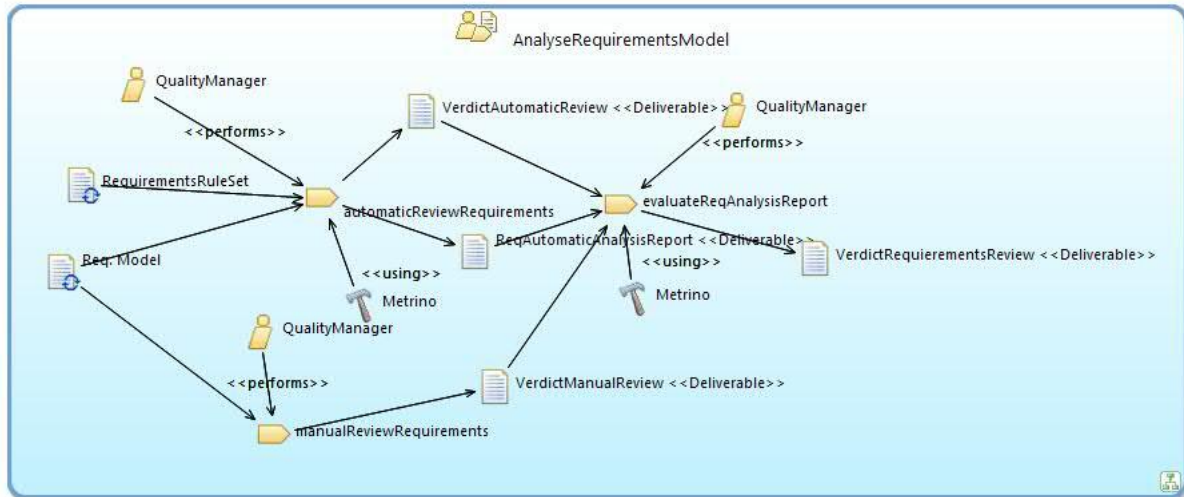 AnalyseRequirementsModel
QualityManager
VerdictAutomaticReview <<Deliverable>>
QualityManager
<<performs>>
<<performs>>
RequirementsRuleSet
evaluateReqAnalysisReport
automaticReviewRequirements
ReqAutomaticAnalysisReport <<Deliverable>>
VerdictRequierementsReview <<Deliverable>>
Req. Model
<<using>>
<<using>>
Metrino
Metrino
QualityManager
<<performs>>
VerdictManualReview <<Deliverable>>
manualReviewRequirements